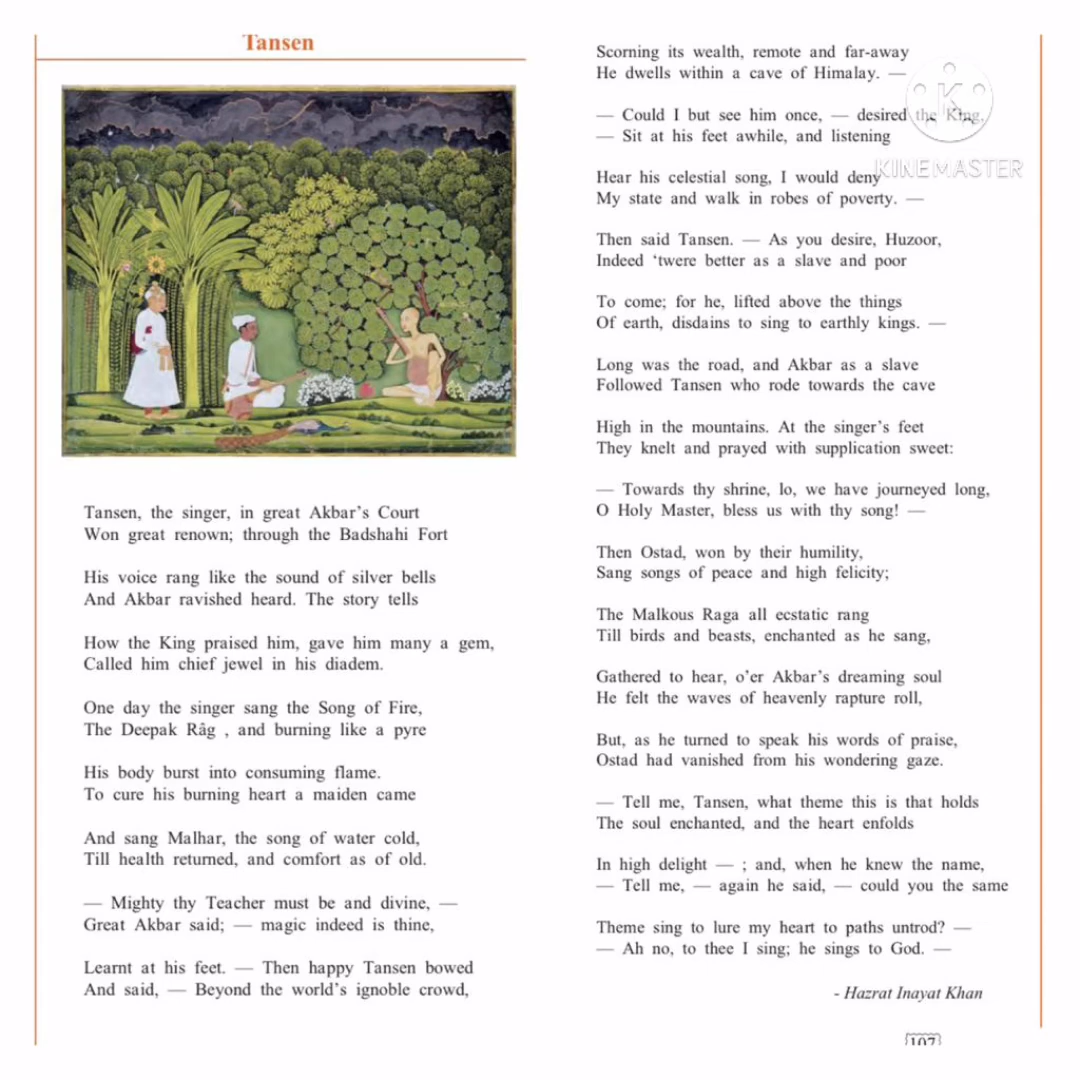 Tansen
Tansen, the singer, in great Akbar's Court
Won great renown; through the Badshahi Fort
His voice rang like the sound of silver bells
And Akbar ravished heard. The story tells
How the King praised him, gave him many a gem,
Called him chief jewel in his diadem.
One day the singer sang the Song of Fire,
The Deepak Râg , and burning like a pyre
His body burst into consuming flame.
To cure his burning heart a maiden came
And sang Malhar, the song of water cold,
Till health returned, and comfort as of old.
— Mighty thy Teacher must be and divine, —
Great Akbar said; — magic indeed is thine,
Learnt at his feet. — Then happy Tansen bowed
And said, — Beyond the world's ignoble crowd,
Scorning its wealth, remote and far-away
He dwells within a cave of Himalay. —
— Could I but see him once, — desired the King,
— Sit at his feet awhile, and listening
Hear his celestial song, I would deny
My state and walk in robes of poverty. —
Then said Tansen. — As you desire, Huzoor,
Indeed ‘twere better as a slave and poor
To come; for he, lifted above the things
Of earth, disdains to sing to earthly kings. —
Long was the road, and Akbar as a slave
Followed Tansen who rode towards the cave
High in the mountains. At the singer's feet
They knelt and prayed with supplication sweet:
— Towards thy shrine, lo, we have journeyed long,
O Holy Master, bless us with thy song! —
Then Ostad, won by their humility,
Sang songs of peace and high felicity;
The Malkous Raga all ecstatic rang
Till birds and beasts, enchanted as he sang,
Gathered to hear, o'er Akbar's dreaming soul
He felt the waves of heavenly rapture roll,
But, as he turned to speak his words of praise,
Ostad had vanished from his wondering gaze.
— Tell me, Tansen, what theme this is that holds
The soul enchanted, and the heart enfolds
In high delight — ; and, when he knew the name,
— Tell me, — again he said, — could you the same
Theme sing to lure my heart to paths untrod? —
— Ah no, to thee I sing; he sings to God. —
- Hazrat Inayat Khan
107
K
KINEMASTER